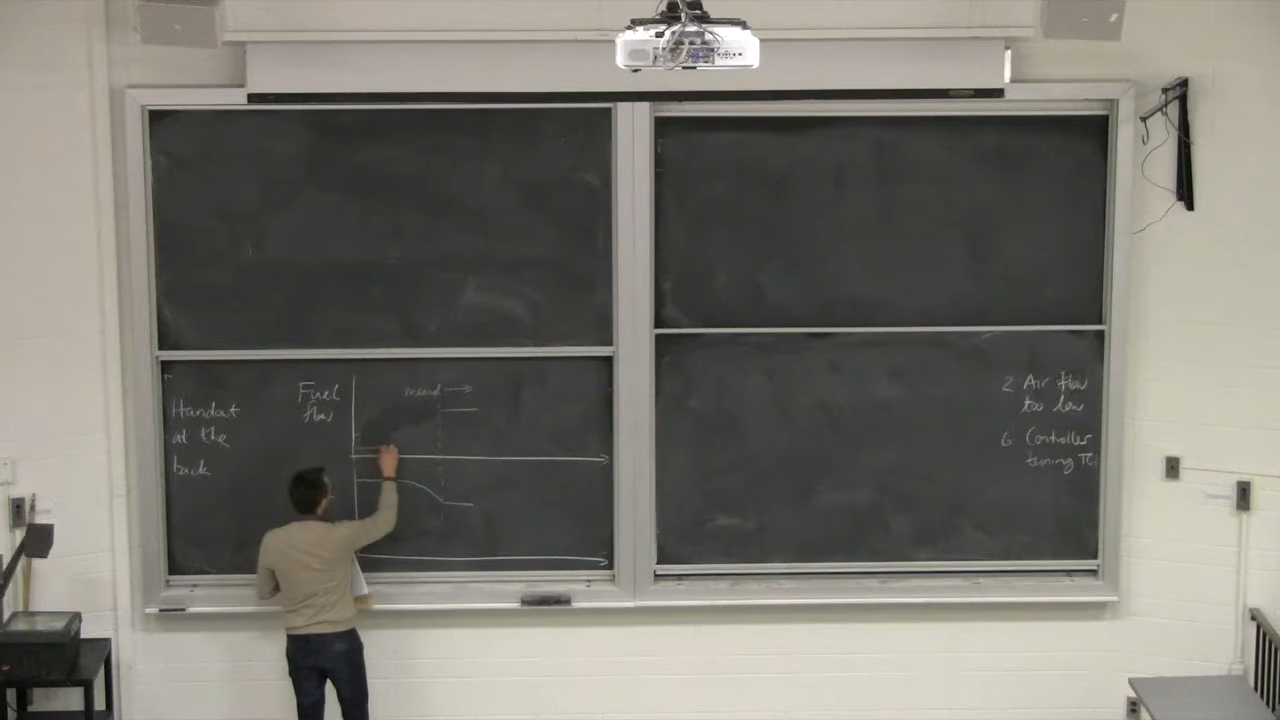 Handout
at the
back
Fuel
flow
manual
2 Air flow
too low
6 Controller
tuning